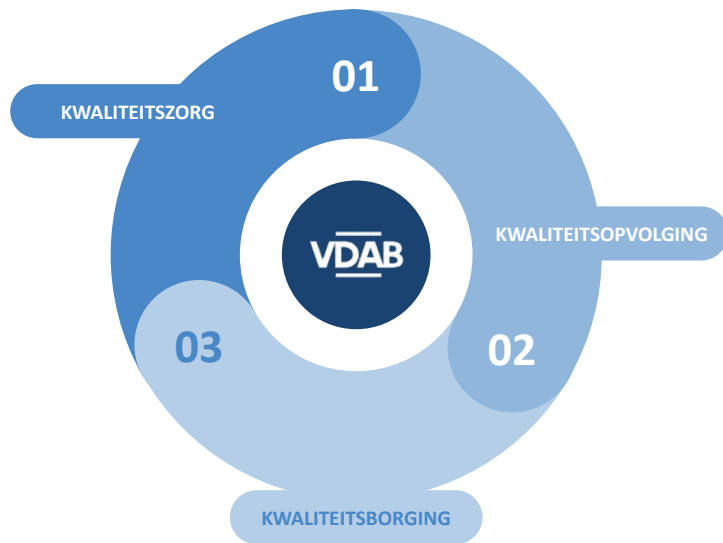 01
KWALITEITSZORG
KWALITEITSOPVOLGING
VDAB
03
02
KWALITEITSBORGING